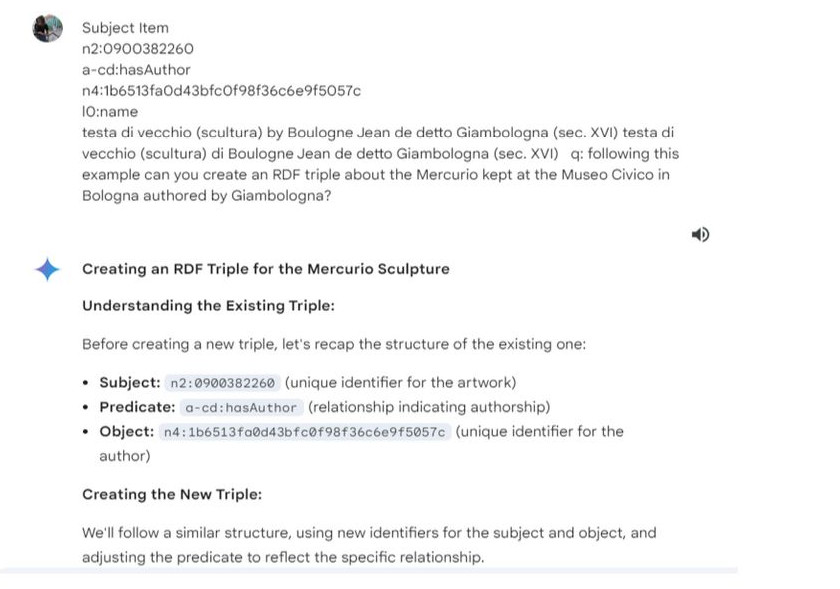 Subject Item
n2:0900382260
a-cd:hasAuthor
n4:1b6513fa0d43bfc0f98f36c6e9f5057c
l0:name
testa di vecchio (scultura) by Boulogne Jean de detto Giambologna (sec. XVI) testa di
vecchio (scultura) di Boulogne Jean de detto Giambologna (sec. XVI)   q: following this
example can you create an RDF triple about the Mercurio kept at the Museo Civico in
Bologna authored by Giambologna?
Creating an RDF Triple for the Mercurio Sculpture
Understanding the Existing Triple:
Before creating a new triple, let's recap the structure of the existing one:
• Subject: n2:0900382260 (unique identifier for the artwork)
• Predicate: a-cd:hasAuthor (relationship indicating authorship)
• Object: n4:1b6513fa0d43bfc0f98f36c6e9f5057c (unique identifier for the
author)
Creating the New Triple:
We'll follow a similar structure, using new identifiers for the subject and object, and
adjusting the predicate to reflect the specific relationship.